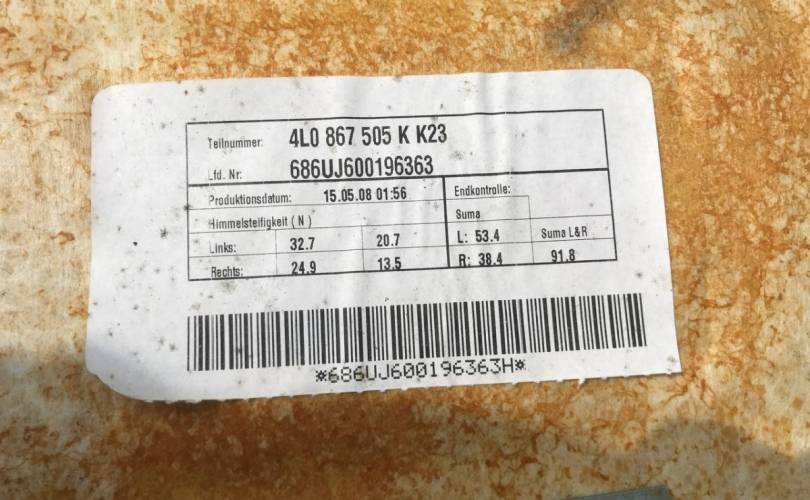 Teilnummer: 4L0 867 505 K K23
Lfd. Nr: 686UJ600196363
Produktionsdatum: 15.05.08 01:56 Endkontrolle:
Himmelsteifigkeit ( N ) Suma
Links: 32.7 20.7 L: 53.4 Suma L&R
Rechts: 24.9 13.5 R: 38.4 91.8
*686UJ600196363H*